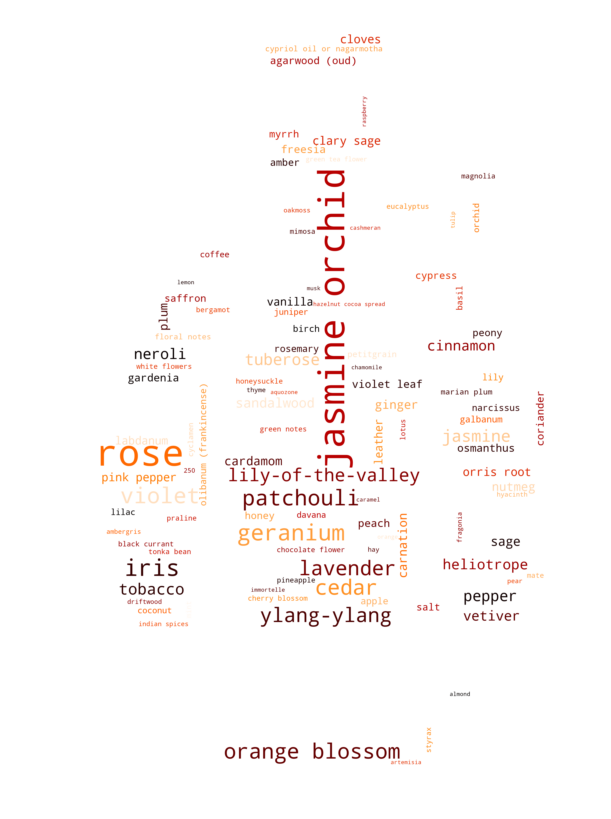 cloves
cypriol oil or nagarmotha
agarwood (oud)
raspberry
myrrh
clary sage
freesia
amber
green tea flower
magnolia
jasmine orchid
oakmoss
eucalyptus
tulip
orchid
mimosa
cashmeran
coffee
cypress
lemon
musk
basil
saffron
vanilla
hazelnut cocoa spread
plum
bergamot
juniper
birch
peony
floral notes
rosemary
cinnamon
neroli
tuberose
petitgrain
white flowers
chamomile
gardenia
honeysuckle
violet leaf
lily
thyme
aquozone
marian plum
sandalwood
ginger
narcissus
coriander
galbanum
green notes
leather
lotus
jasmine
labdanum
cyclamen
olibanum (frankincense)
osmanthus
rose
cardamom
pink pepper
250
lily-of-the-valley
orris root
violet
patchouli
caramel
nutmeg
hyacinth
lilac
praline
honey
davana
peach
carnation
fragonia
ambergris
geranium
black currant
tonka bean
chocolate flower
hay
sage
iris
lavender
heliotrope
pineapple
mate
pear
tobacco
immortelle
cedar
driftwood
cherry blossom
apple
pepper
coconut
salt
indian spices
ylang-ylang
vetiver
almond
styrax
orange blossom
artemisia